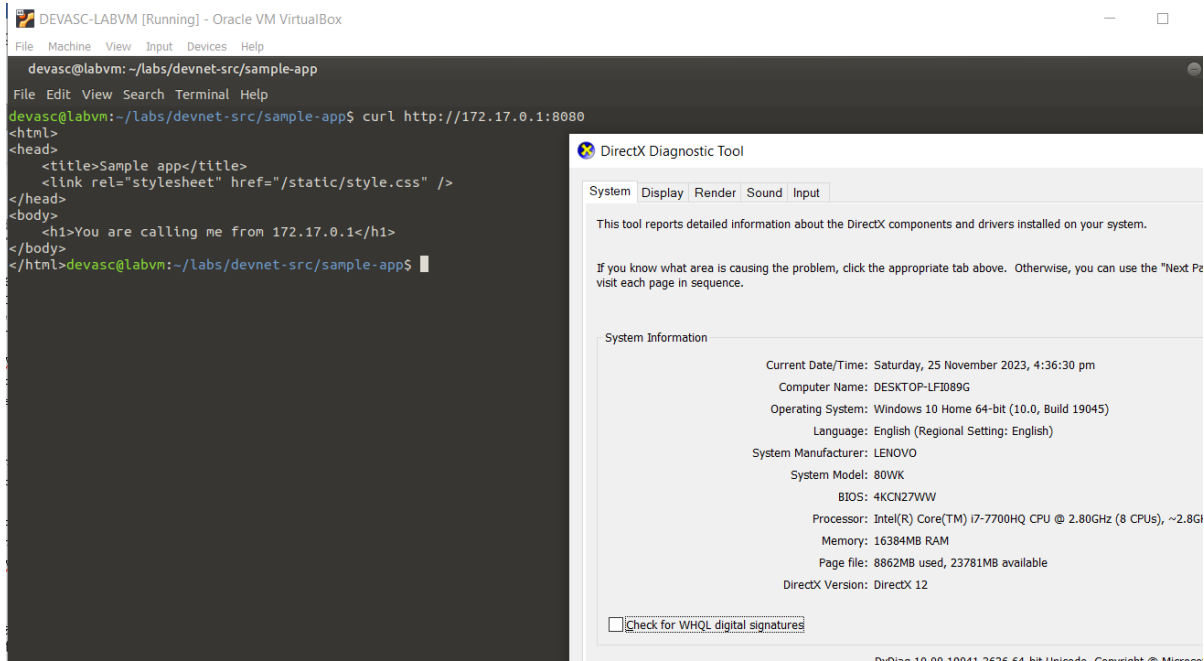 DEVASC-LABVM [Running] - Oracle VM VirtualBox
File Machine View Input Devices Help
devasc@labvm: ~/labs/devnet-src/sample-app
File Edit View Search Terminal Help
devasc@labvm:~/labs/devnet-src/sample-app$ curl http://172.17.0.1:8080
<html>
<head>
    <title>Sample app</title>
    <link rel="stylesheet" href="/static/style.css" />
</head>
<body>
    <h1>You are calling me from 172.17.0.1</h1>
</body>
</html>devasc@labvm:~/labs/devnet-src/sample-app$
DirectX Diagnostic Tool
System Display Render Sound Input
This tool reports detailed information about the DirectX components and drivers installed on your system.
If you know what area is causing the problem, click the appropriate tab above. Otherwise, you can use the "Next Pa
visit each page in sequence.
System Information
Current Date/Time: Saturday, 25 November 2023, 4:36:30 pm
Computer Name: DESKTOP-LFI089G
Operating System: Windows 10 Home 64-bit (10.0, Build 19045)
Language: English (Regional Setting: English)
System Manufacturer: LENOVO
System Model: 80WK
BIOS: 4KCN27WW
Processor: Intel(R) Core(TM) i7-7700HQ CPU @ 2.80GHz (8 CPUs), ~2.8G
Memory: 16384MB RAM
Page file: 8862MB used, 23781MB available
DirectX Version: DirectX 12
Check for WHQL digital signatures